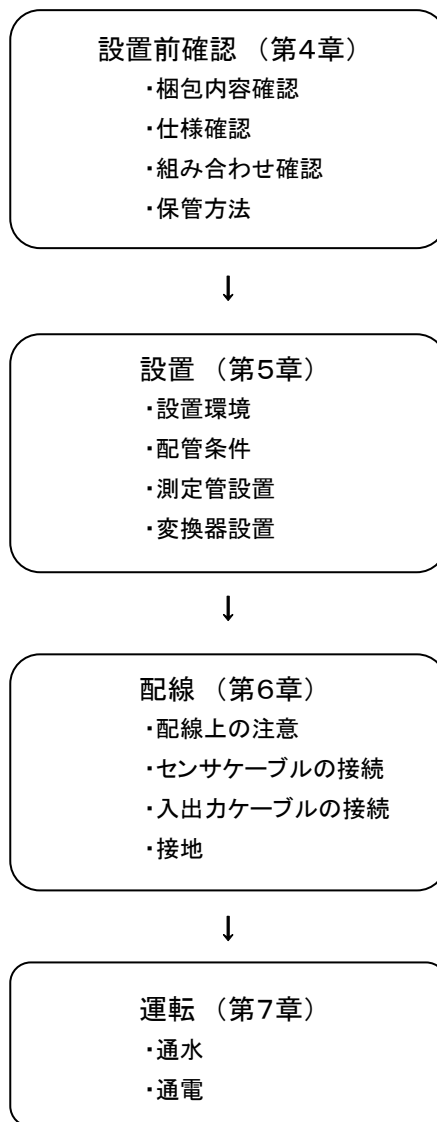 設置前確認 （第4章）
・梱包内容確認
・仕様確認
・組み合わせ確認
・保管方法
↓
設置 （第5章）
・設置環境
・配管条件
・測定管設置
・変換器設置
↓
配線 （第6章）
・配線上の注意
・センサケーブルの接続
・入出力ケーブルの接続
・接地
↓
運転 （第7章）
・通水
・通電